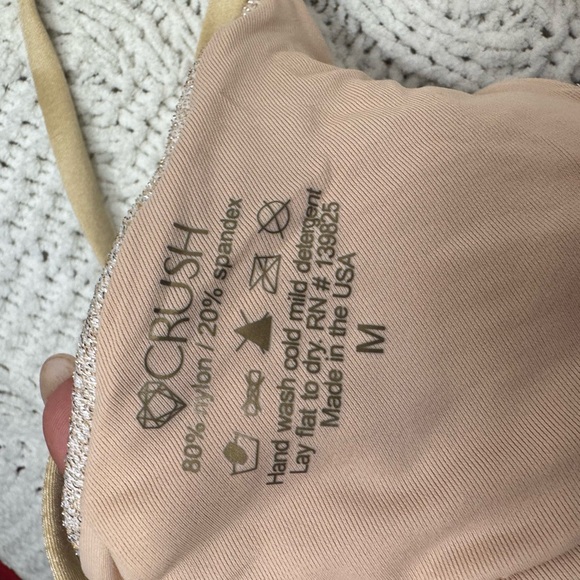 CRUSH
80% nylon / 20% spandex
Hand wash cold mild detergent
Lay flat to dry. RN # 139825
Made in the USA
M